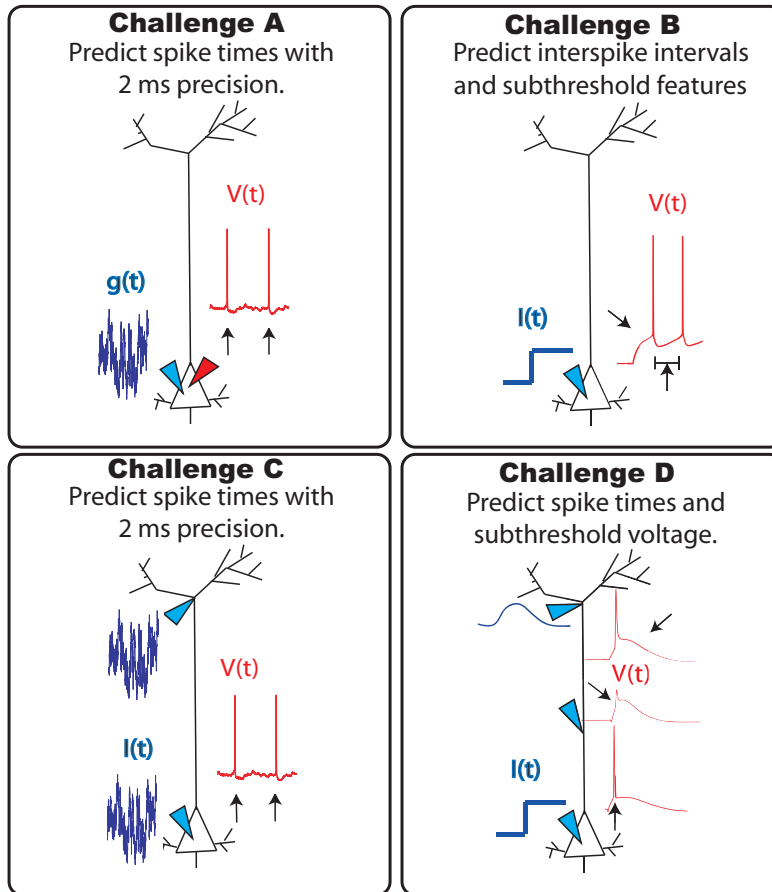 Challenge A
Predict spike times with
2 ms precision.
V(t)
g(t)
Challenge B
Predict interspike intervals
and subthreshold features
V(t)
I(t)
Challenge C
Predict spike times with
2 ms precision.
V(t)
I(t)
Challenge D
Predict spike times and
subthreshold voltage.
V(t)
I(t)